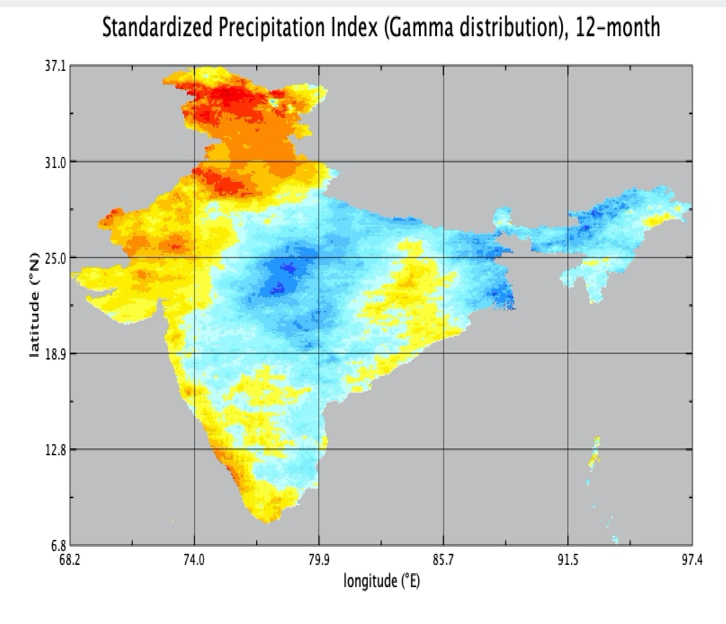 Standardized Precipitation Index (Gamma distribution), 12-month
37.1
31.0
25.0
18.9
12.8
6.8
latitude (°N)
68.2 74.0 79.9 85.7 91.5 97.4
longitude (°E)